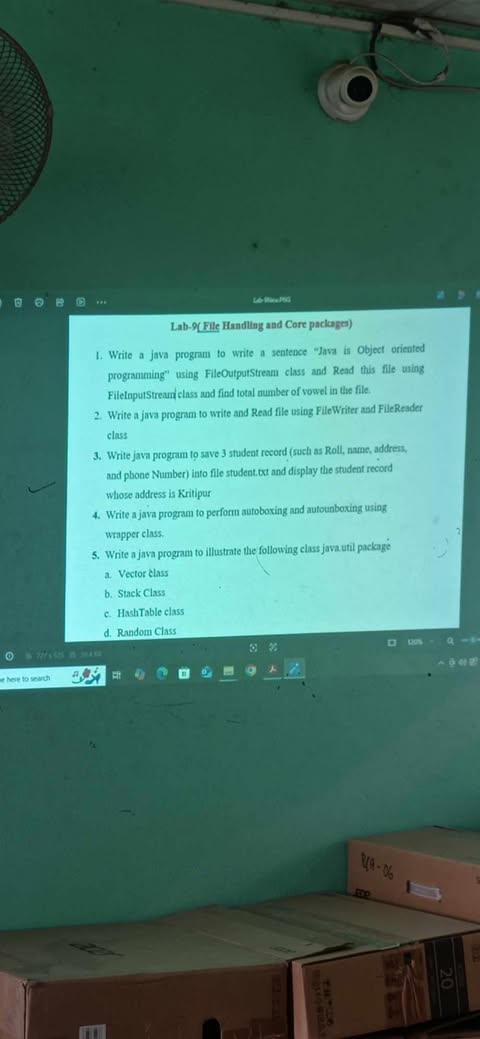 Lab-9(File Handling and Core packages)
1. Write a java program to write a sentence "Java is Object oriented
programming" using FileOutputStream class and Read this file using
FileInputStream class and find total number of vowel in the file.
2. Write a java program to write and Read file using FileWriter and FileReader
class
3. Write java program to save 3 student record (such as Roll, name, address,
and phone Number) into file student.txt and display the student record
whose address is Kritipur
4. Write a java program to perform autoboxing and autounboxing using
wrapper class.
5. Write a java program to illustrate the following class java.util package
a. Vector class
b. Stack Class
c. HashTable class
d. Random Class
120%
e here to search
BCA-06
20